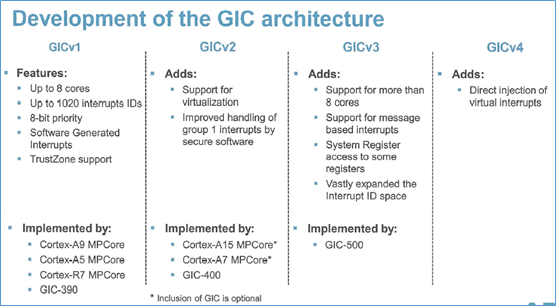 Development of the GIC architecture
GICv1
Features:
Up to 8 cores
Up to 1020 interrupts IDs
8-bit priority
Software Generated
Interrupts
TrustZone support
Implemented by:
Cortex-A9 MPCore
Cortex-A5 MPCore
Cortex-R7 MPCore
GIC-390
GICv2
Adds:
Support for
virtualization
Improved handling of
group 1 interrupts by
secure software
Implemented by:
Cortex-A15 MPCore*
Cortex-A7 MPCore*
GIC-400
* Inclusion of GIC is optional
GICv3
Adds:
Support for more than
8 cores
Support for message
based interrupts
System Register
access to some
registers
Vastly expanded the
Interrupt ID space
Implemented by:
GIC-500
GICv4
Adds:
Direct injection of
virtual interrupts